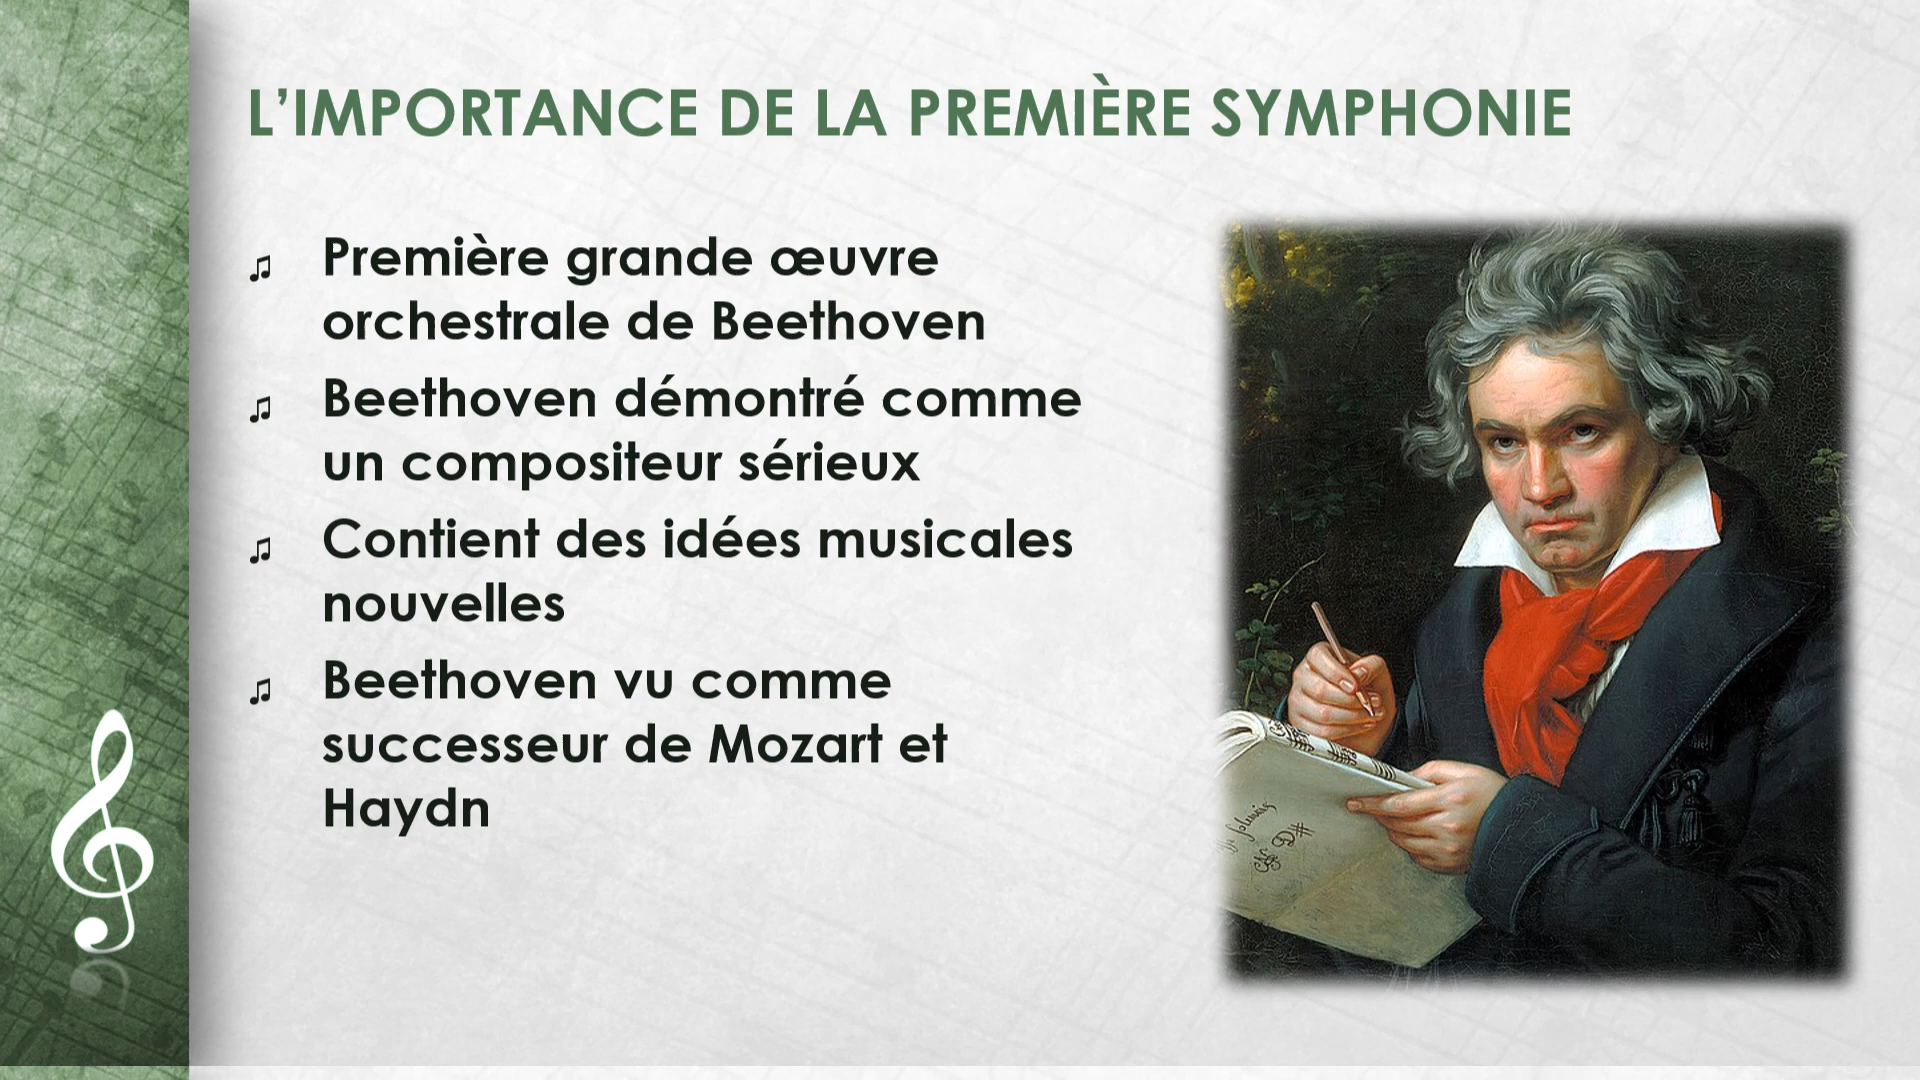 L’IMPORTANCE DE LA PREMIÈRE SYMPHONIE
♫ Première grande œuvre
orchestrale de Beethoven
♫ Beethoven démontré comme
un compositeur sérieux
♫ Contient des idées musicales
nouvelles
♫ Beethoven vu comme
successeur de Mozart et
Haydn